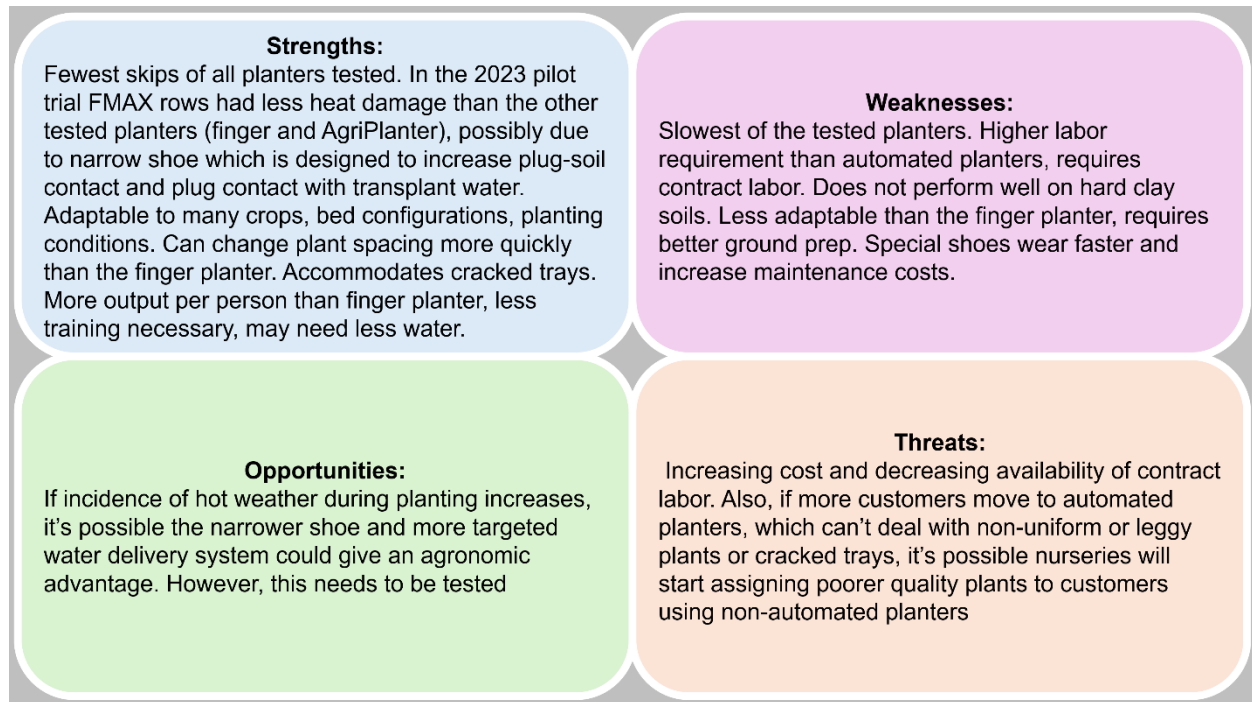 Strengths:
Fewest skips of all planters tested. In the 2023 pilot
trial FMAX rows had less heat damage than the other
tested planters (finger and AgriPlanter), possibly due
to narrow shoe which is designed to increase plug-soil
contact and plug contact with transplant water.
Adaptable to many crops, bed configurations, planting
conditions. Can change plant spacing more quickly
than the finger planter. Accommodates cracked trays.
More output per person than finger planter, less
training necessary, may need less water.
Weaknesses:
Slowest of the tested planters. Higher labor
requirement than automated planters, requires
contract labor. Does not perform well on hard clay
soils. Less adaptable than the finger planter, requires
better ground prep. Special shoes wear faster and
increase maintenance costs.
Opportunities:
If incidence of hot weather during planting increases,
it’s possible the narrower shoe and more targeted
water delivery system could give an agronomic
advantage. However, this needs to be tested
Threats:
Increasing cost and decreasing availability of contract
labor. Also, if more customers move to automated
planters, which can’t deal with non-uniform or leggy
plants or cracked trays, it’s possible nurseries will
start assigning poorer quality plants to customers
using non-automated planters